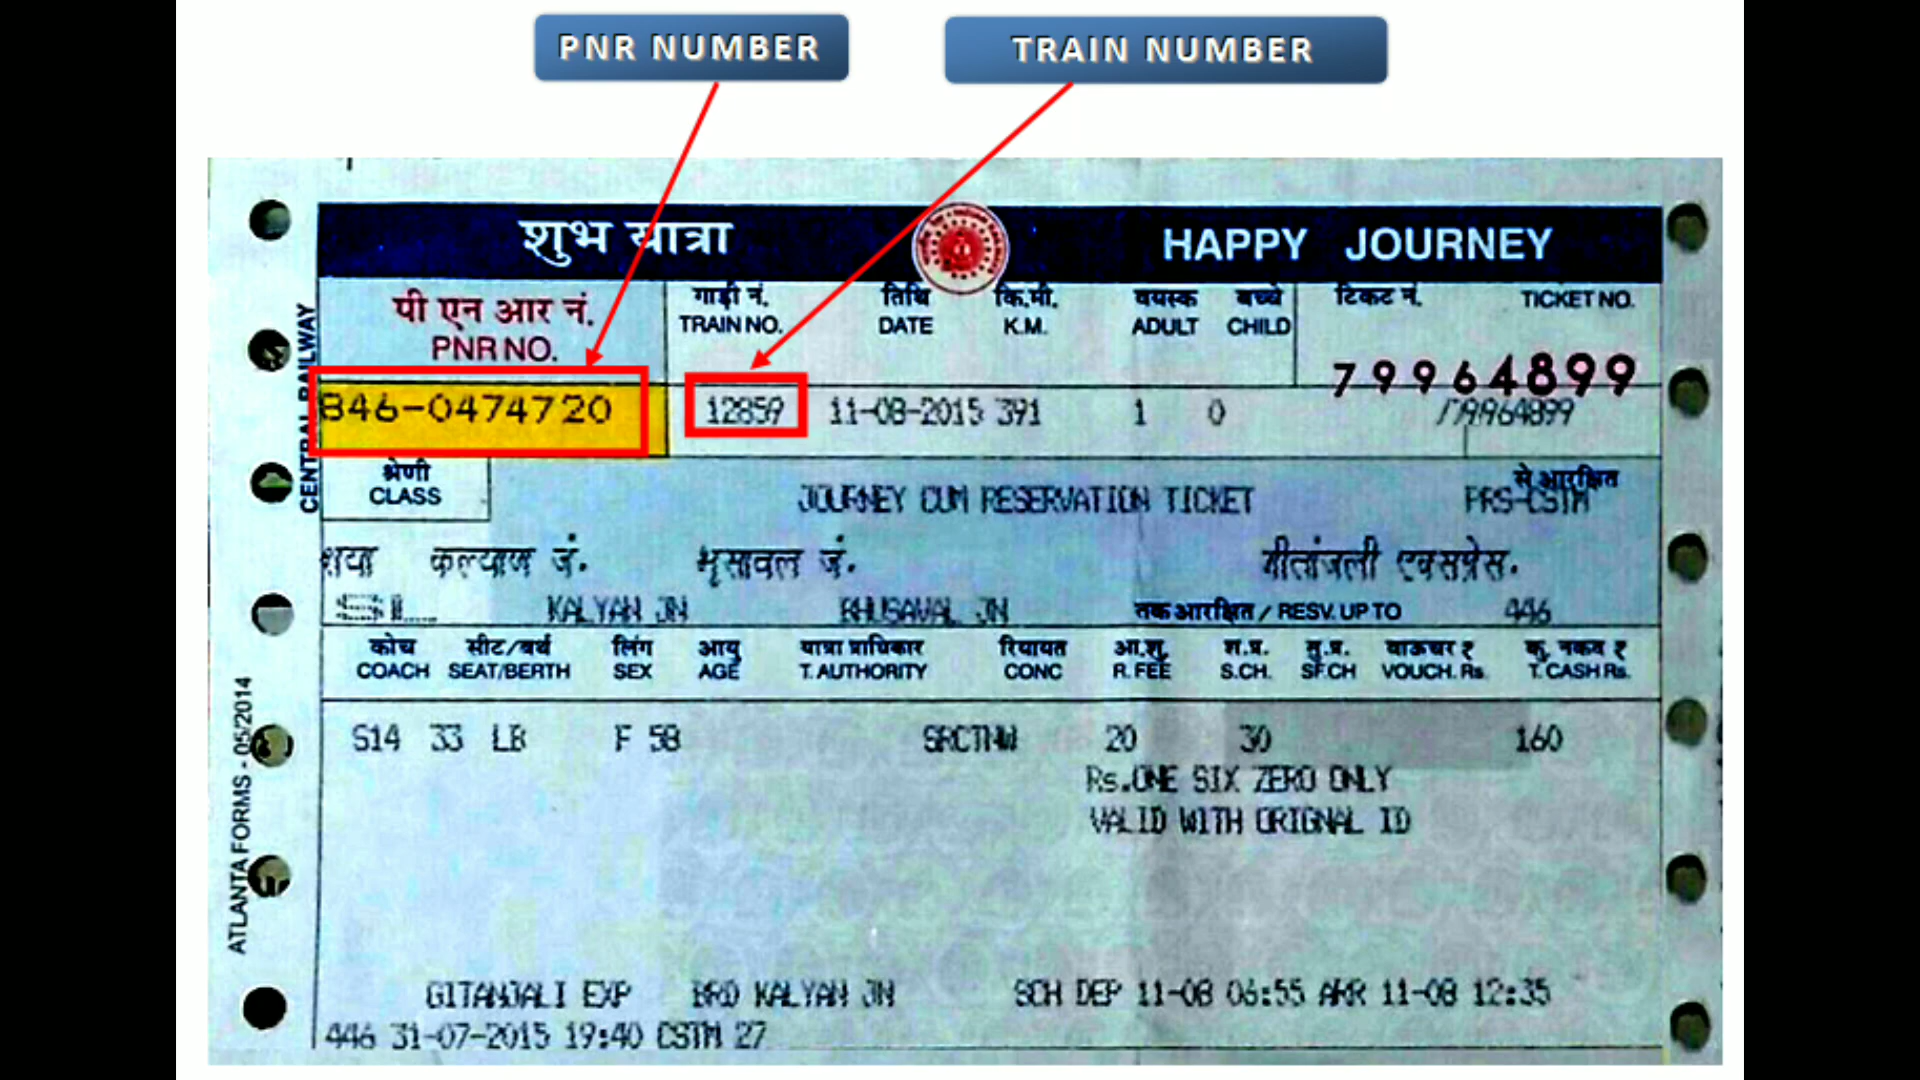 PNR NUMBER TRAIN NUMBER
शुभ यात्रा HAPPY JOURNEY
पी एन आर नं. गाड़ी नं. तिथि कि.मी. वयस्क बच्चे टिकट नं. TICKET NO.
PNR NO. TRAIN NO. DATE K.M. ADULT CHILD
79964899
846-0474720 12859 11-08-2015 391 1 0 79964899
CENTRAL RAILWAY
श्रेणी से आरक्षित
CLASS JOURNEY CUM RESERVATION TICKET PRS-CSTM
शया कल्याण जं. भुसावल जं. गीतांजली एक्सप्रेस.
SL KALYAN JN BHUSAVAL JN तक आरक्षित / RESV. UP TO 446
कोच सीट/बर्थ लिंग आयु यात्रा प्राधिकार रियायत आ.शु. श.प्र. सु.प्र. वाऊचर ₹ कु. नकद ₹
COACH SEAT/BERTH SEX AGE T. AUTHORITY CONC R. FEE S.CH. SF.CH VOUCH. Rs. T. CASH Rs.
S14 33 LB F 58 SRCTNW 20 30 160
Rs.ONE SIX ZERO ONLY
VALID WITH ORIGNAL ID
ATLANTA FORMS - 05/2014
GITANJALI EXP BRD KALYAN JN SCH DEP 11-08 06:55 ARR 11-08 12:35
446 31-07-2015 19:40 CSTM 27